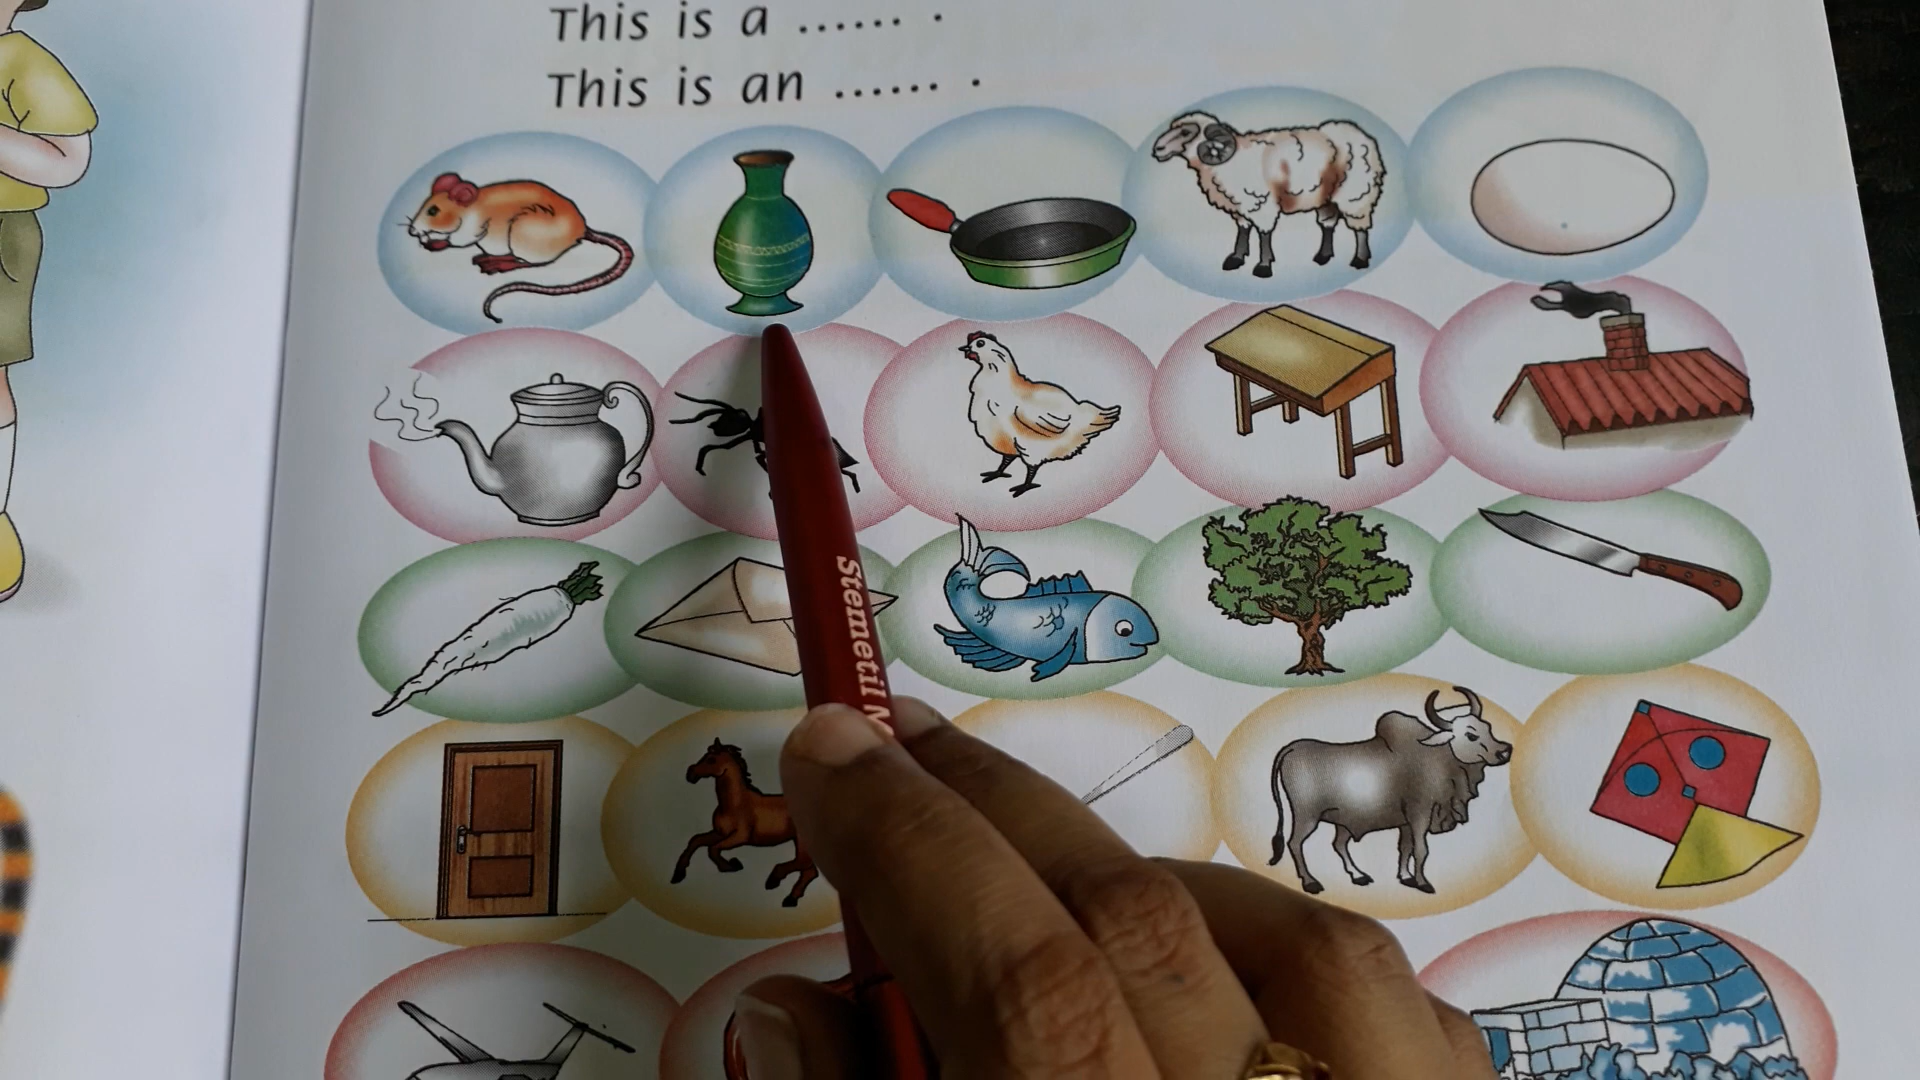 This is a ...... .
This is an ...... .
Stemetil